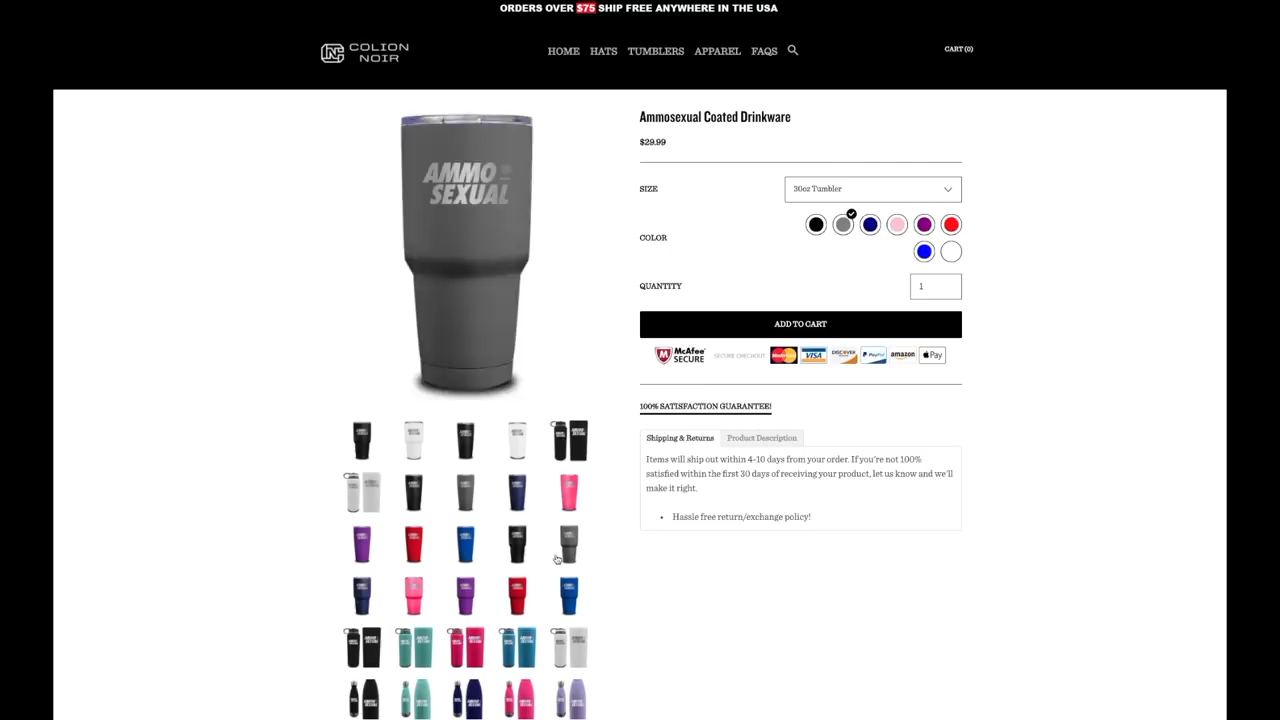 ORDERS OVER $75 SHIP FREE ANYWHERE IN THE USA
COLION
NOIR
HOME HATS TUMBLERS APPAREL FAQS
CART (0)
AMMO
SEXUAL
Ammosexual Coated Drinkware
$29.99
SIZE
30oz Tumbler
COLOR
QUANTITY
1
ADD TO CART
McAfee
SECURE
SECURE CHECKOUT
VISA
DISCOVER
PayPal
amazon
Pay
100% SATISFACTION GUARANTEE!
Shipping & Returns Product Description
Items will ship out within 4-10 days from your order. If you're not 100%
satisfied within the first 30 days of receiving your product, let us know and we'll
make it right.
• Hassle free return/exchange policy!